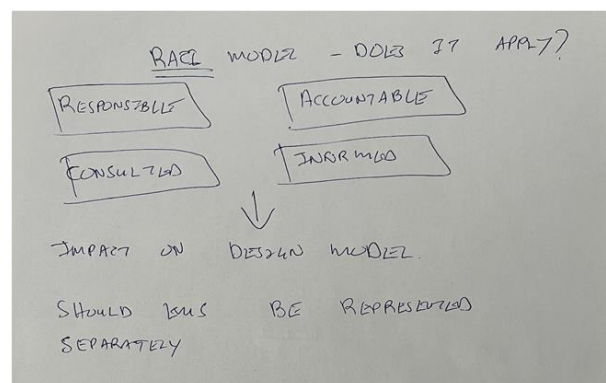 RACI MODEL - DOES IT APPLY?
RESPONSIBLE ACCOUNTABLE
CONSULTED INFORMED
IMPACT ON DESIGN MODEL.
SHOULD BE REPRESENTED
SEPARATELY